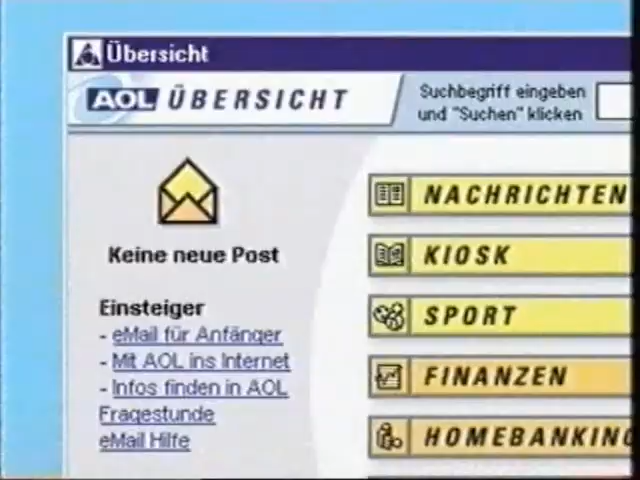 Übersicht
AOL ÜBERSICHT
Suchbegriff eingeben
und "Suchen" klicken
Keine neue Post
Einsteiger
- eMail für Anfänger
- Mit AOL ins Internet
- Infos finden in AOL
Fragestunde
eMail Hilfe
NACHRICHTEN
KIOSK
SPORT
FINANZEN
HOMEBANKING